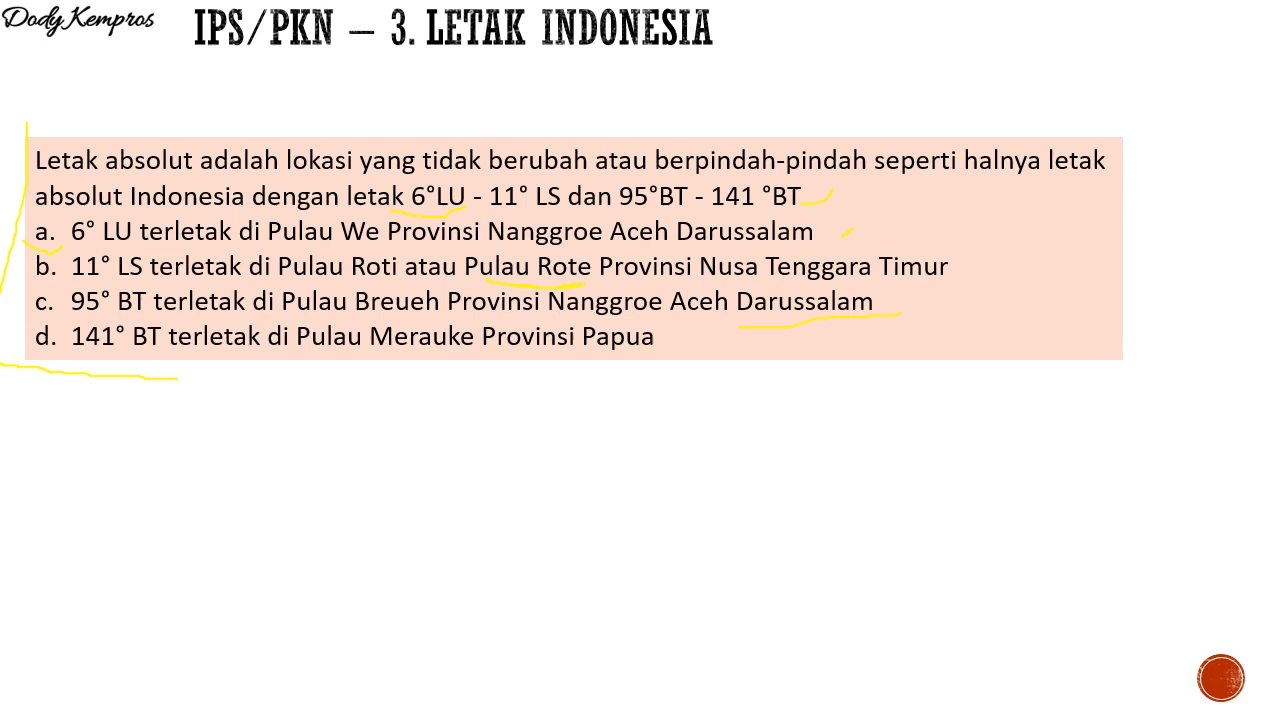 Dody Kempros
IPS/PKN – 3. LETAK INDONESIA
Letak absolut adalah lokasi yang tidak berubah atau berpindah-pindah seperti halnya letak
absolut Indonesia dengan letak 6°LU - 11° LS dan 95°BT - 141 °BT
a. 6° LU terletak di Pulau We Provinsi Nanggroe Aceh Darussalam
b. 11° LS terletak di Pulau Roti atau Pulau Rote Provinsi Nusa Tenggara Timur
c. 95° BT terletak di Pulau Breueh Provinsi Nanggroe Aceh Darussalam
d. 141° BT terletak di Pulau Merauke Provinsi Papua